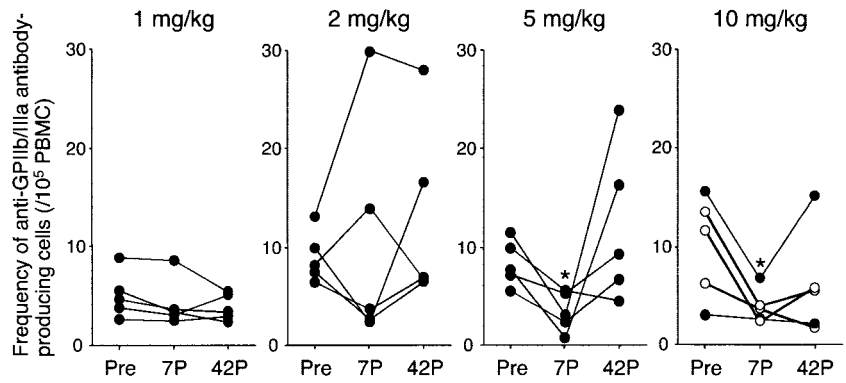 1 mg/kg 2 mg/kg 5 mg/kg 10 mg/kg
Frequency of anti-GPIIb/IIIa antibody-
producing cells (/10⁵ PBMC)
30 30 30 30
20 20 20 20
10 10 10 10
* *
0 0 0 0
Pre 7P 42P Pre 7P 42P Pre 7P 42P Pre 7P 42P